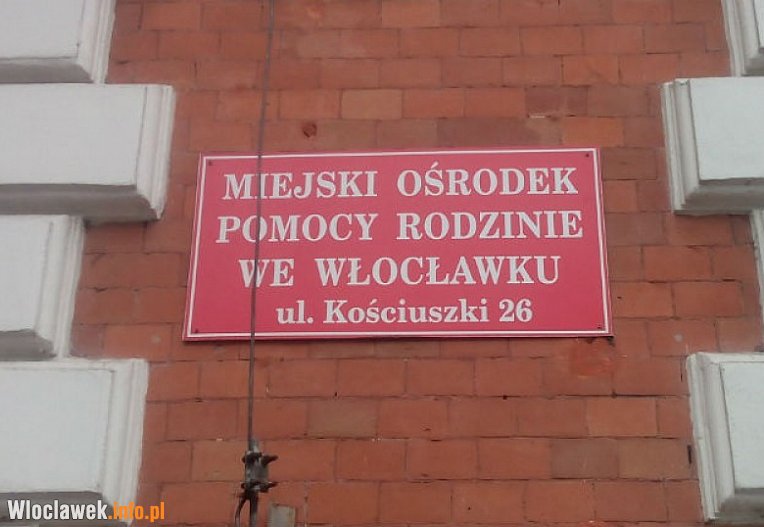 MIEJSKI OŚRODEK
POMOCY RODZINIE
WE WŁOCŁAWKU
ul. Kościuszki 26
Wloclawek.info.pl